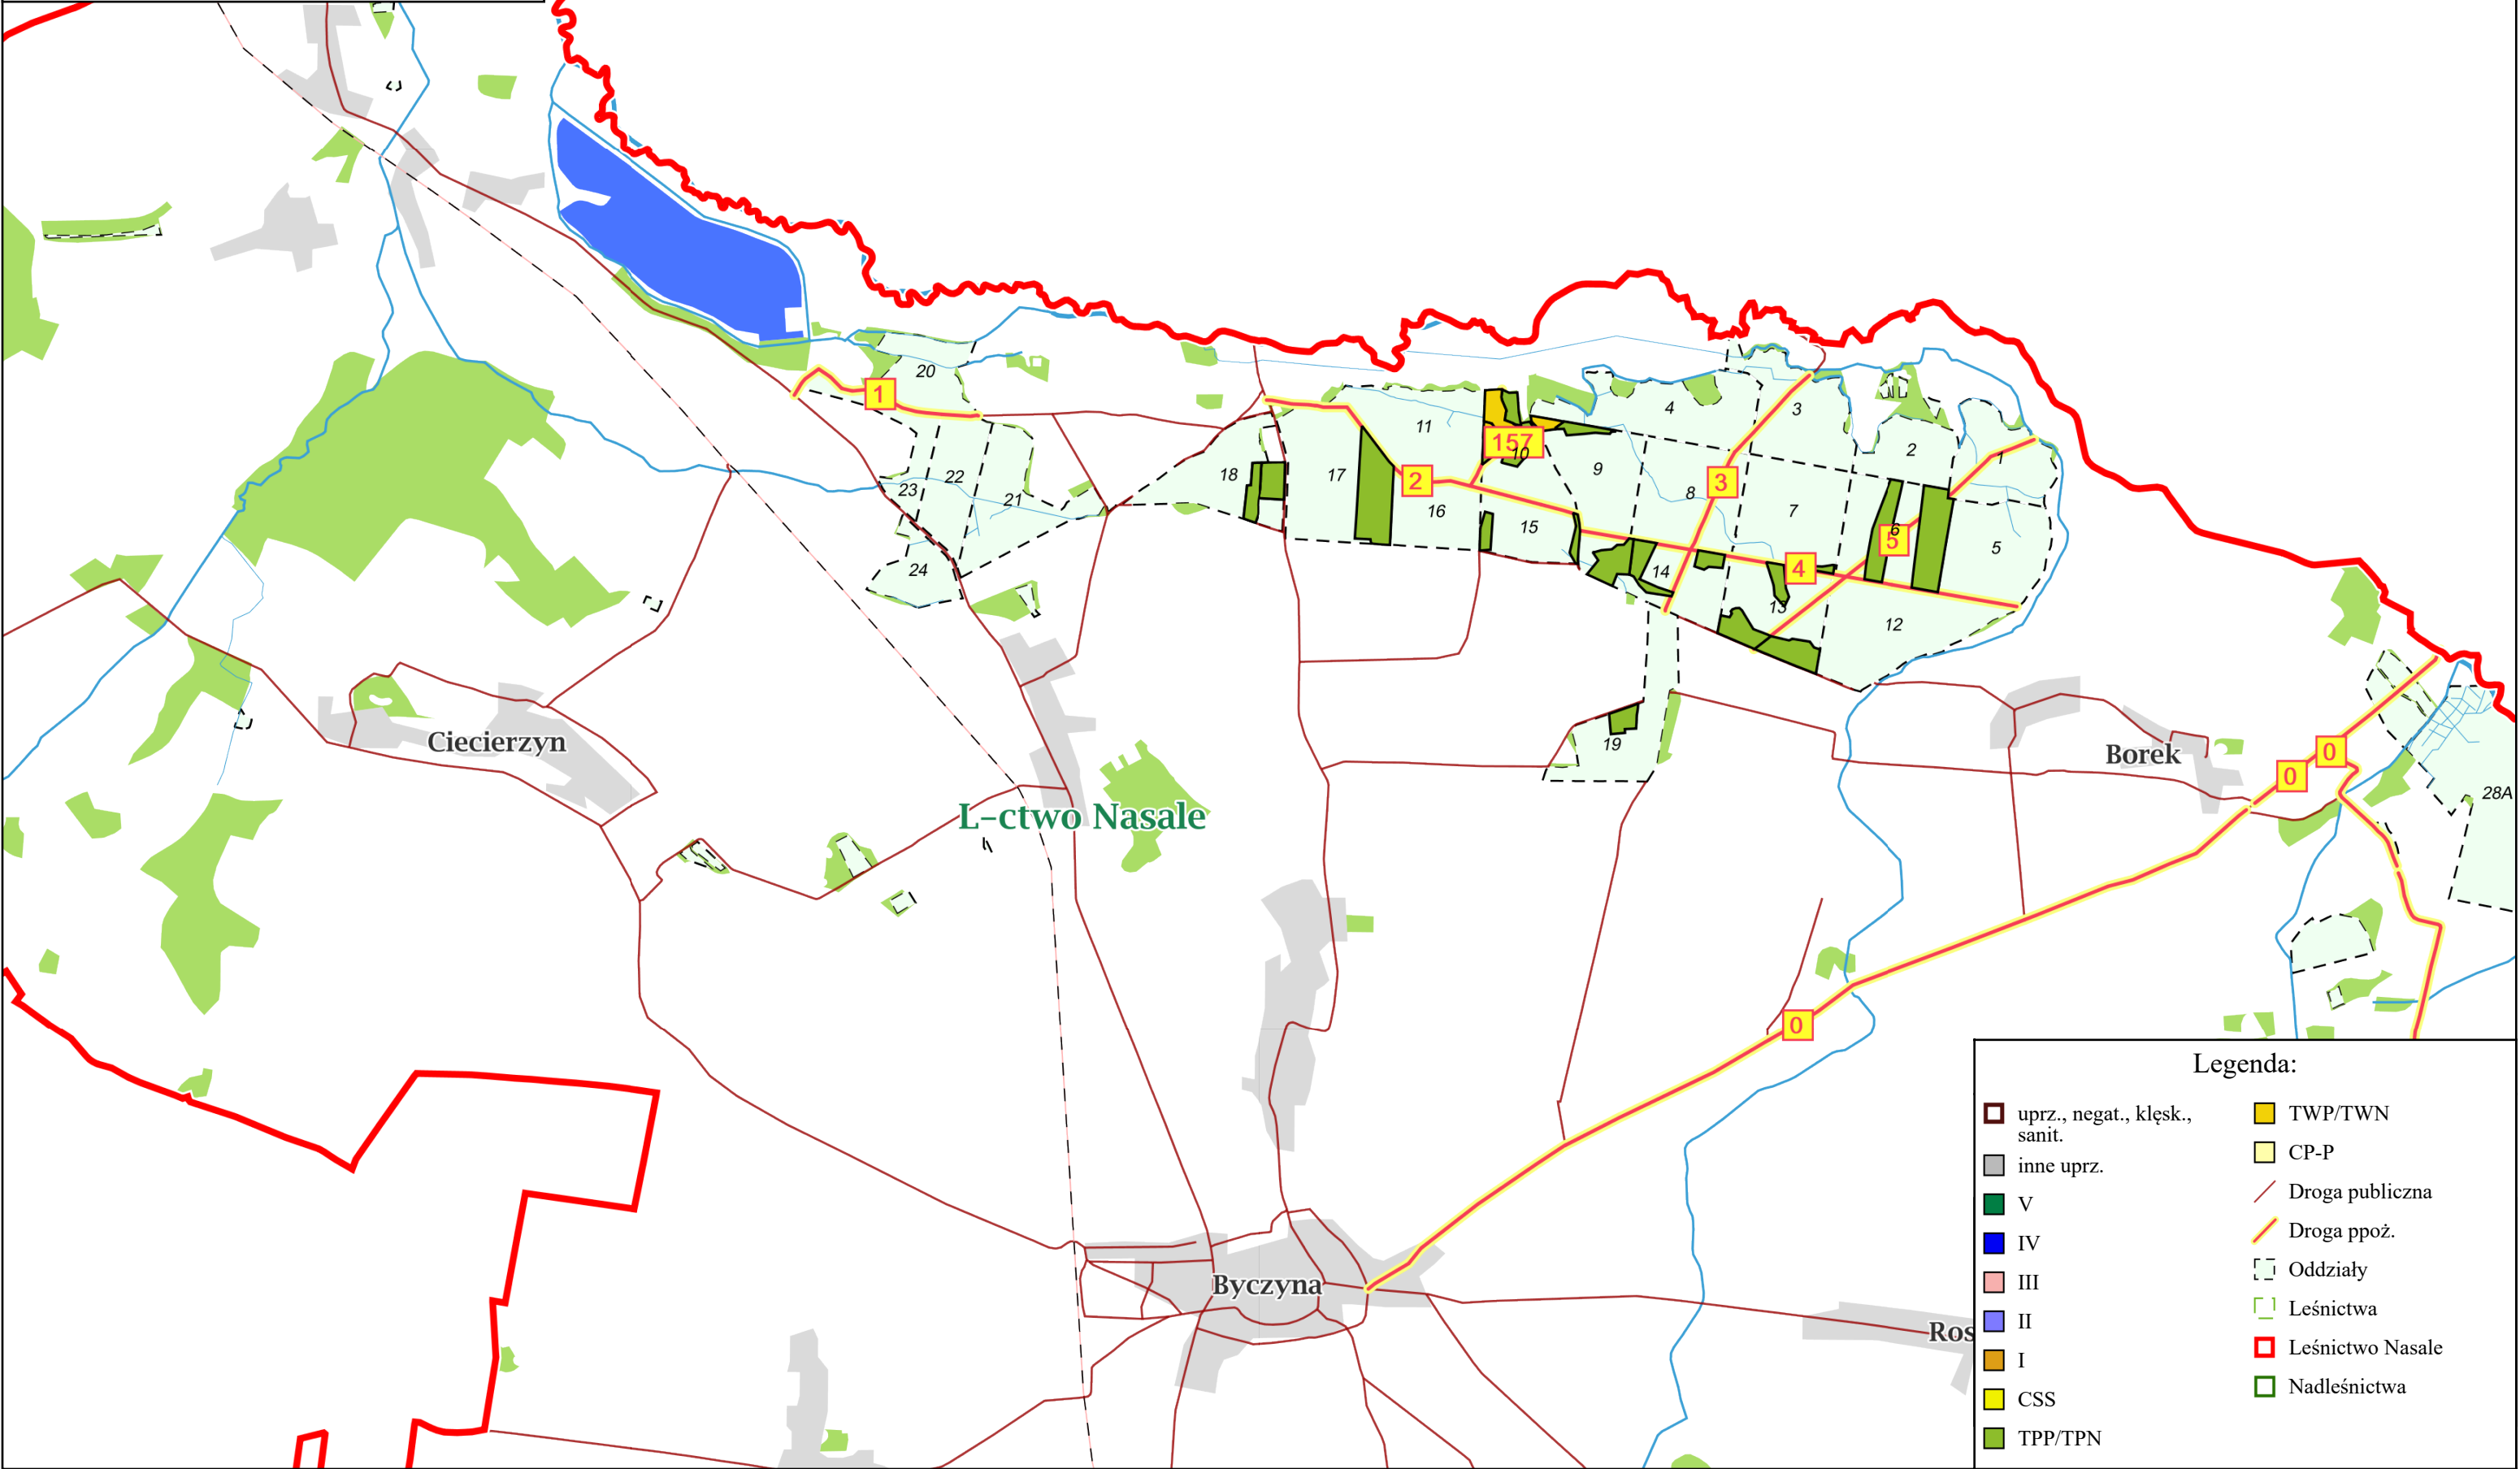 20
1
4
3
11
2
157
10
1
18
17
2
9
22
23
21
3
8
16
7
15
6
5
5
24
14
4
13
12
19
Ciecierzyn
Borek
0
0
28A
L-ctwo Nasale
0
Byczyna
Ros
Legenda:
uprz., negat., klęsk.,
sanit.
inne uprz.
V
IV
III
II
I
CSS
TPP/TPN
TWP/TWN
CP-P
Droga publiczna
Droga ppoż.
Oddziały
Leśnictwa
Leśnictwo Nasale
Nadleśnictwa